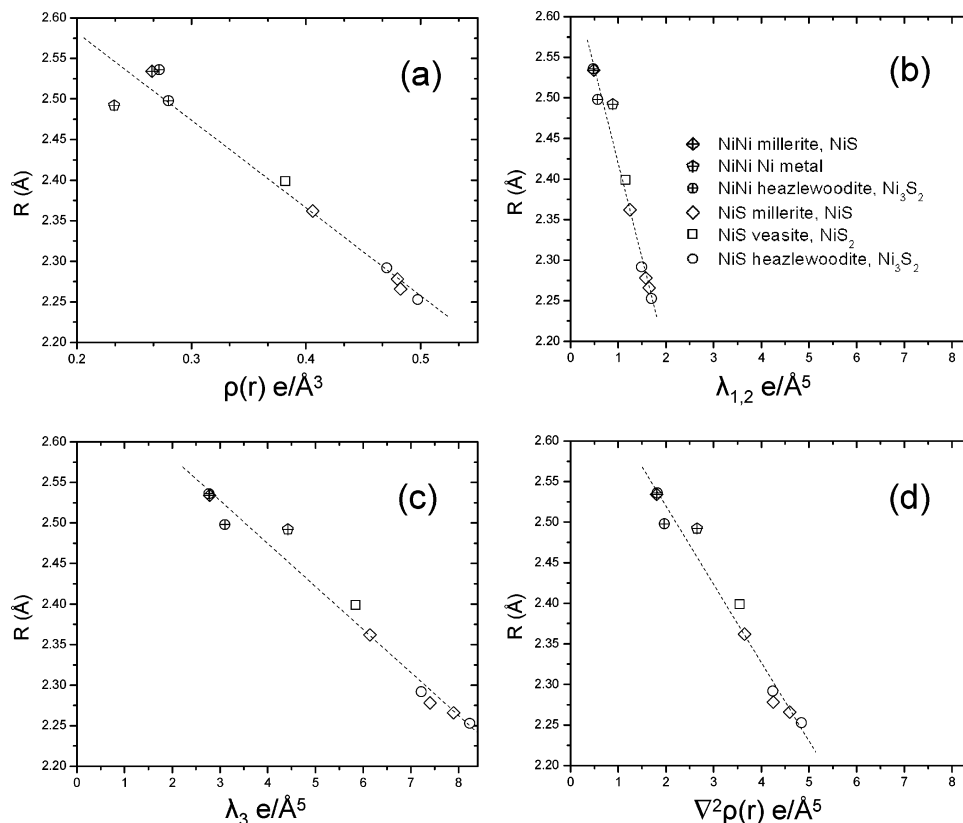 2.60
2.55
2.50
2.45
2.40
2.35
2.30
2.25
2.20
R (Å)
(a)
0.2 0.3 0.4 0.5
ρ(r) e/Å³
2.60
2.55
2.50
2.45
2.40
2.35
2.30
2.25
2.20
R (Å)
(b)
NiNi millerite, NiS
NiNi Ni metal
NiNi heazlewoodite, Ni₃S₂
NiS millerite, NiS
NiS veasite, NiS₂
NiS heazlewoodite, Ni₃S₂
0 1 2 3 4 5 6 7 8
λ₁,₂ e/Å⁵
2.60
2.55
2.50
2.45
2.40
2.35
2.30
2.25
2.20
R (Å)
(c)
0 1 2 3 4 5 6 7 8
λ₃ e/Å⁵
2.60
2.55
2.50
2.45
2.40
2.35
2.30
2.25
2.20
R (Å)
(d)
0 1 2 3 4 5 6 7 8
∇²ρ(r) e/Å⁵